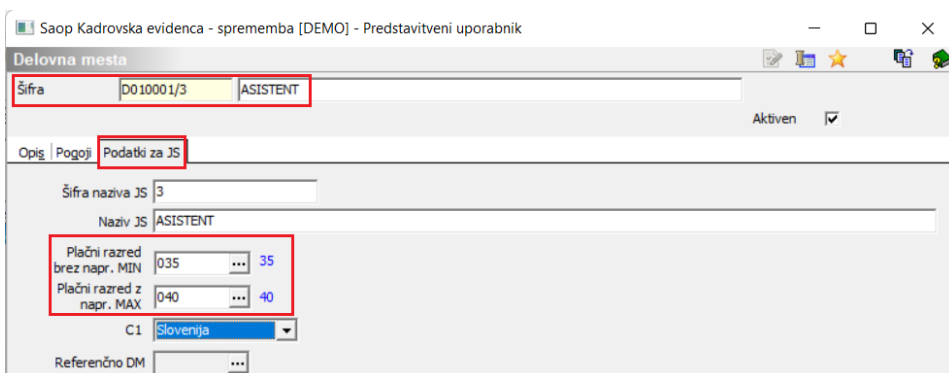 Saop Kadrovska evidenca - sprememba [DEMO] - Predstavitveni uporabnik
Delovna mesta
Šifra D010001/3 ASISTENT
Aktiven
Opis Pogoji Podatki za JS
Šifra naziva JS 3
Naziv JS ASISTENT
Plačni razred
brez napr. MIN 035 ... 35
Plačni razred z
napr. MAX 040 ... 40
C1 Slovenija
Referenčno DM ...